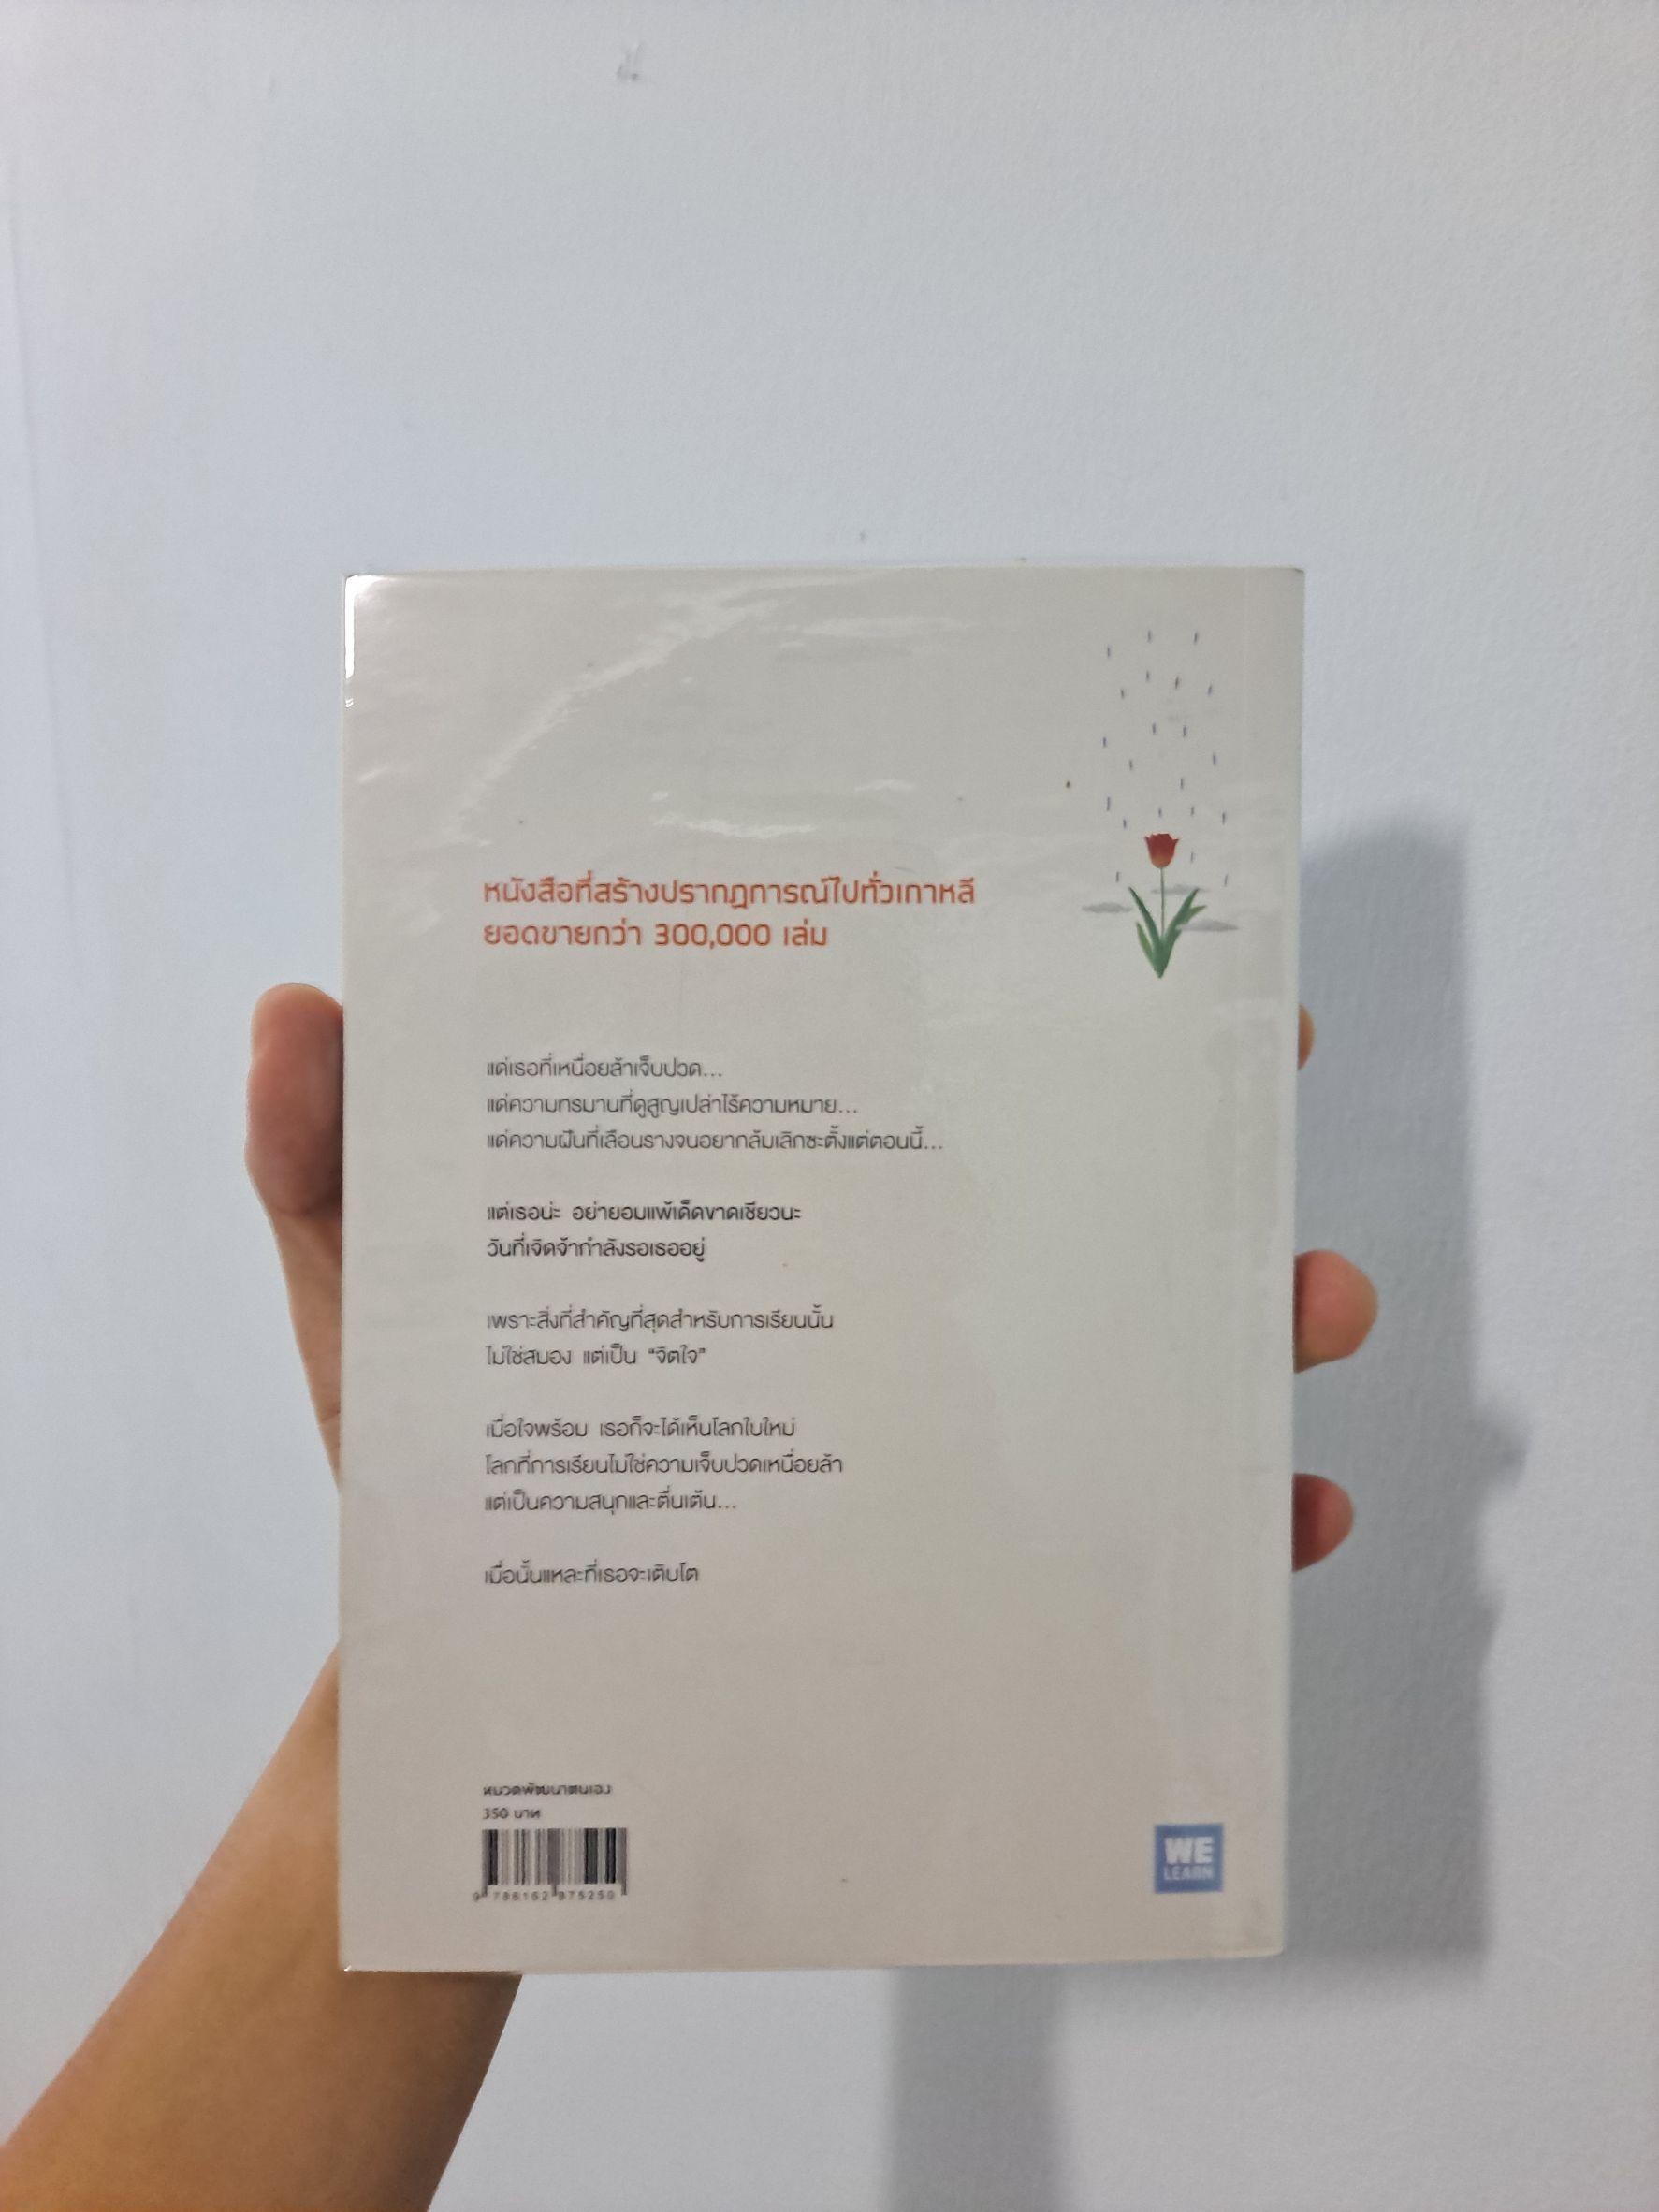 หนังสือที่สร้างปรากฏการณ์ไปทั่วเกาหลี
ยอดขายกว่า 300,000 เล่ม
แด่เธอที่เหนื่อยล้าเจ็บปวด...
แด่ความทรมานที่ดูสูญเปล่าไร้ความหมาย...
แด่ความฝันที่เลือนรางจนอยากล้มเลิกซะตั้งแต่ตอนนี้...
แต่เธอน่ะ อย่ายอมแพ้เด็ดขาดเชียวนะ
วันที่เจิดจ้ากำลังรอเธออยู่
เพราะสิ่งที่สำคัญที่สุดสำหรับการเรียนนั้น
ไม่ใช่สมอง แต่เป็น “จิตใจ”
เมื่อใจพร้อม เธอก็จะได้เห็นโลกใบใหม่
โลกที่การเรียนไม่ใช่ความเจ็บปวดเหนื่อยล้า
แต่เป็นความสนุกและตื่นเต้น...
เมื่อนั้นแหละที่เธอจะเติบโต
หมวดพัฒนาตนเอง
350 บาท
9 786162 875250
WE
LEARN